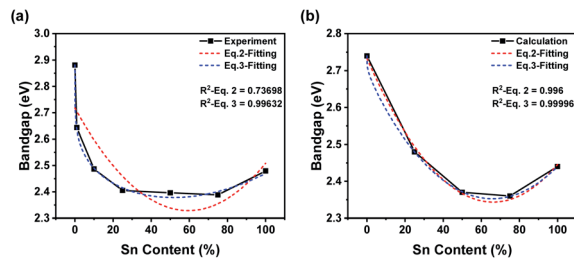 (a)
3.0
2.9
2.8
2.7
2.6
2.5
2.4
2.3
Bandgap (eV)
Experiment
Eq.2-Fitting
Eq.3-Fitting
R²-Eq. 2 = 0.73698
R²-Eq. 3 = 0.99632
0 20 40 60 80 100
Sn Content (%)
(b)
2.8
2.7
2.6
2.5
2.4
2.3
Bandgap (eV)
Calculation
Eq.2-Fitting
Eq.3-Fitting
R²-Eq. 2 = 0.996
R²-Eq. 3 = 0.99996
0 20 40 60 80 100
Sn Content (%)